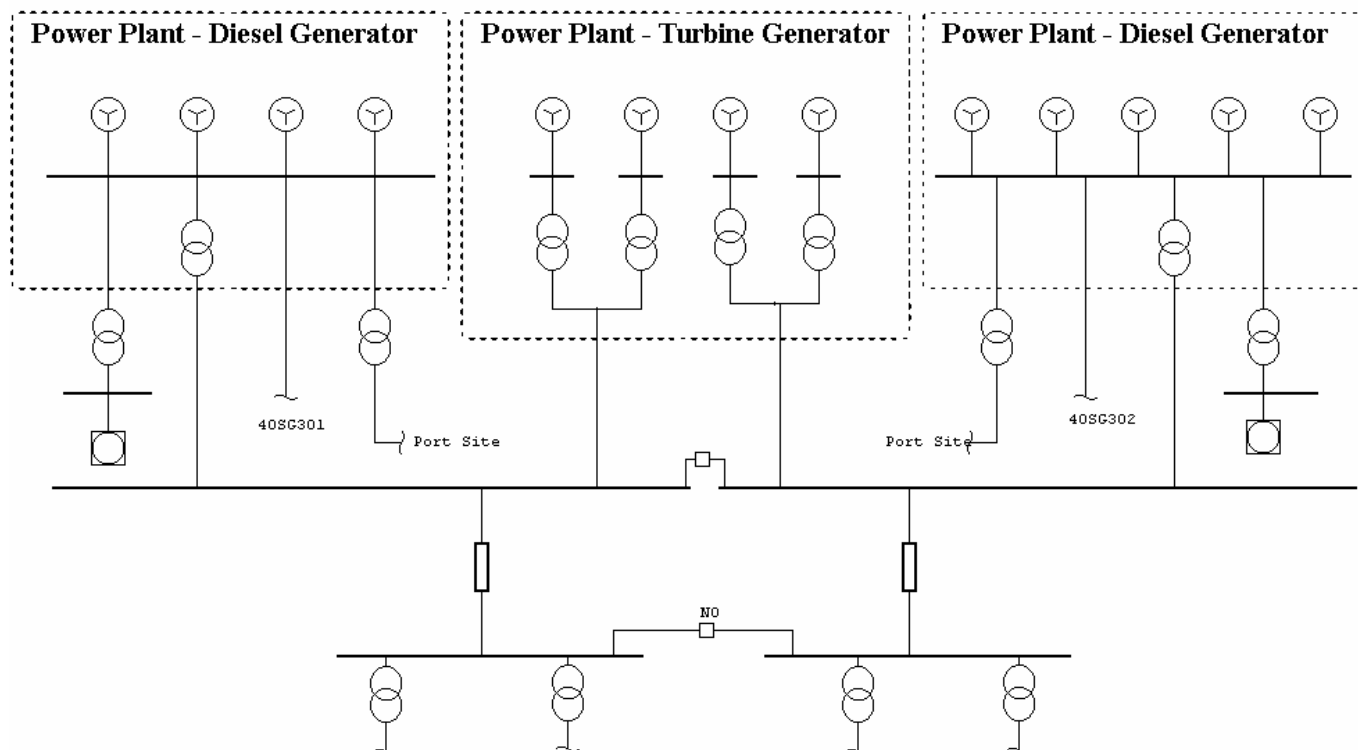 Power Plant - Diesel Generator
Power Plant - Turbine Generator
Power Plant - Diesel Generator
40SG301
40SG302
Port Site
Port Site
NO